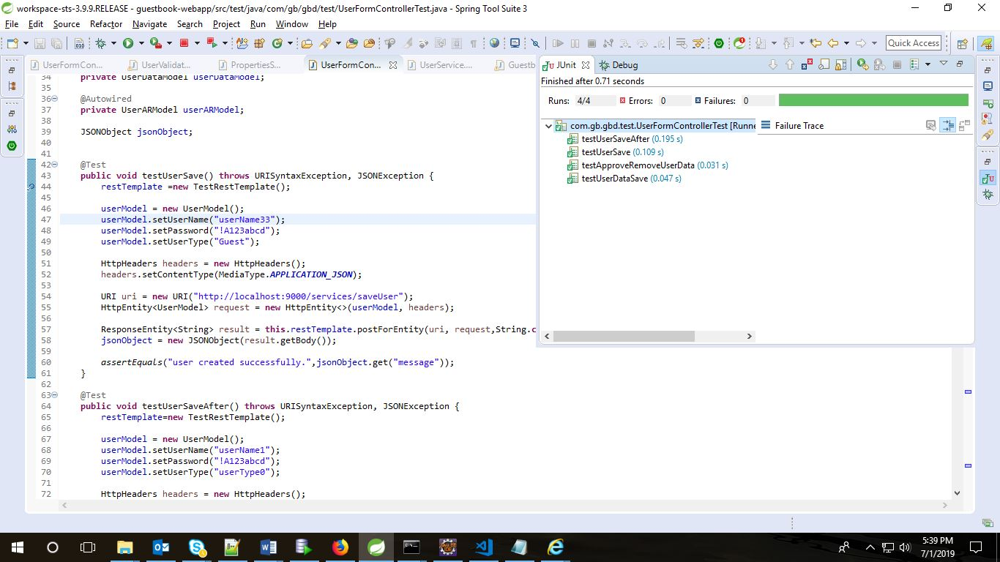 workspace-sts-3.9.9.RELEASE - guestbook-webapp/src/test/java/com/gb/gbd/test/UserFormControllerTest.java - Spring Tool Suite 3
File Edit Source Refactor Navigate Search Project Run Window Help
Quick Access
UserFormCon... UserValidat... PropertiesS... UserFormCon... UserService.... Guestb
34 private UserDataModel userDataModel;
35
36 @Autowired
37 private UserARModel userARModel;
38
39 JSONObject jsonObject;
40
41
42 @Test
43 public void testUserSave() throws URISyntaxException, JSONException {
44 restTemplate =new TestRestTemplate();
45
46 userModel = new UserModel();
47 userModel.setUserName("userName33");
48 userModel.setPassword("!A123abcd");
49 userModel.setUserType("Guest");
50
51 HttpHeaders headers = new HttpHeaders();
52 headers.setContentType(MediaType.APPLICATION_JSON);
53
54 URI uri = new URI("http://localhost:9000/services/saveUser");
55 HttpEntity<UserModel> request = new HttpEntity<>(userModel, headers);
56
57 ResponseEntity<String> result = this.restTemplate.postForEntity(uri, request,String.c
58 jsonObject = new JSONObject(result.getBody());
59
60 assertEquals("user created successfully.",jsonObject.get("message"));
61 }
62
63 @Test
64 public void testUserSaveAfter() throws URISyntaxException, JSONException {
65 restTemplate=new TestRestTemplate();
66
67 userModel = new UserModel();
68 userModel.setUserName("userName1");
69 userModel.setPassword("!A123abcd");
70 userModel.setUserType("userType0");
71
72 HttpHeaders headers = new HttpHeaders();
JUnit Debug
Finished after 0.71 seconds
Runs: 4/4 Errors: 0 Failures: 0
com.gb.gbd.test.UserFormControllerTest [Runne
testUserSaveAfter (0.195 s)
testUserSave (0.109 s)
testApproveRemoveUserData (0.031 s)
testUserDataSave (0.047 s)
Failure Trace
5:39 PM
7/1/2019